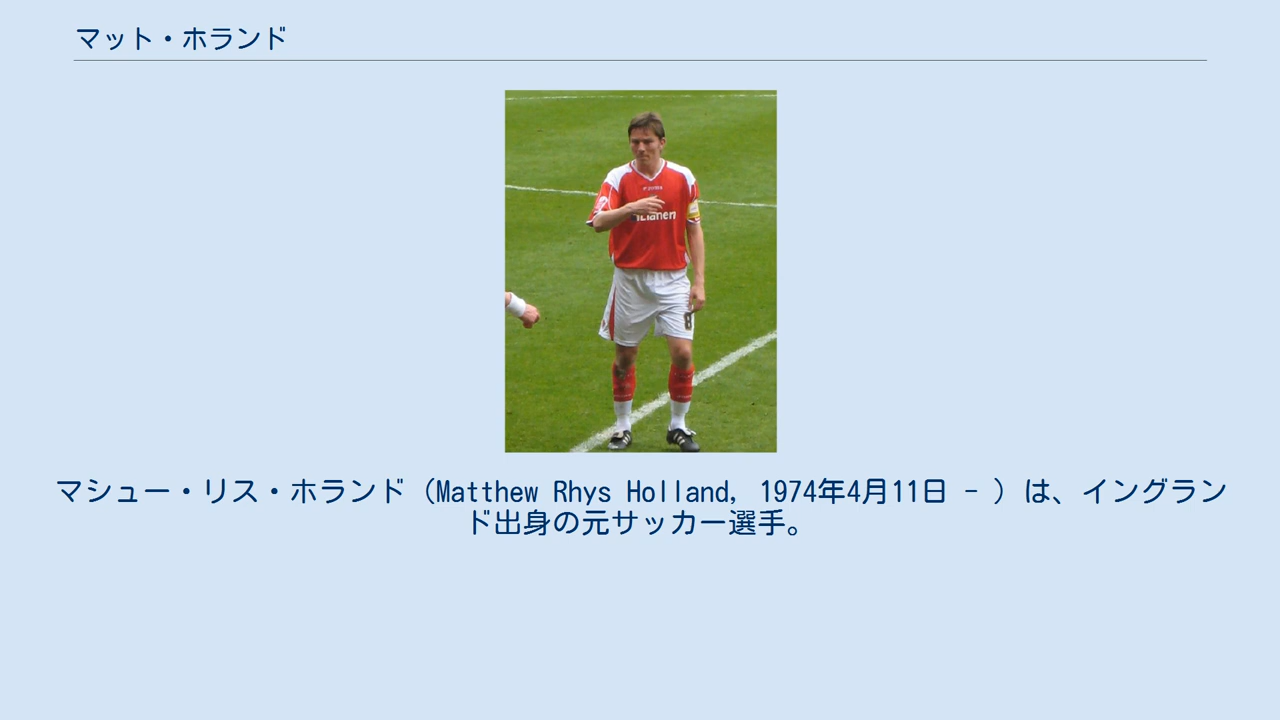 マット・ホランド
マシュー・リス・ホランド（Matthew Rhys Holland, 1974年4月11日 - ）は、イングラン
ド出身の元サッカー選手。
8